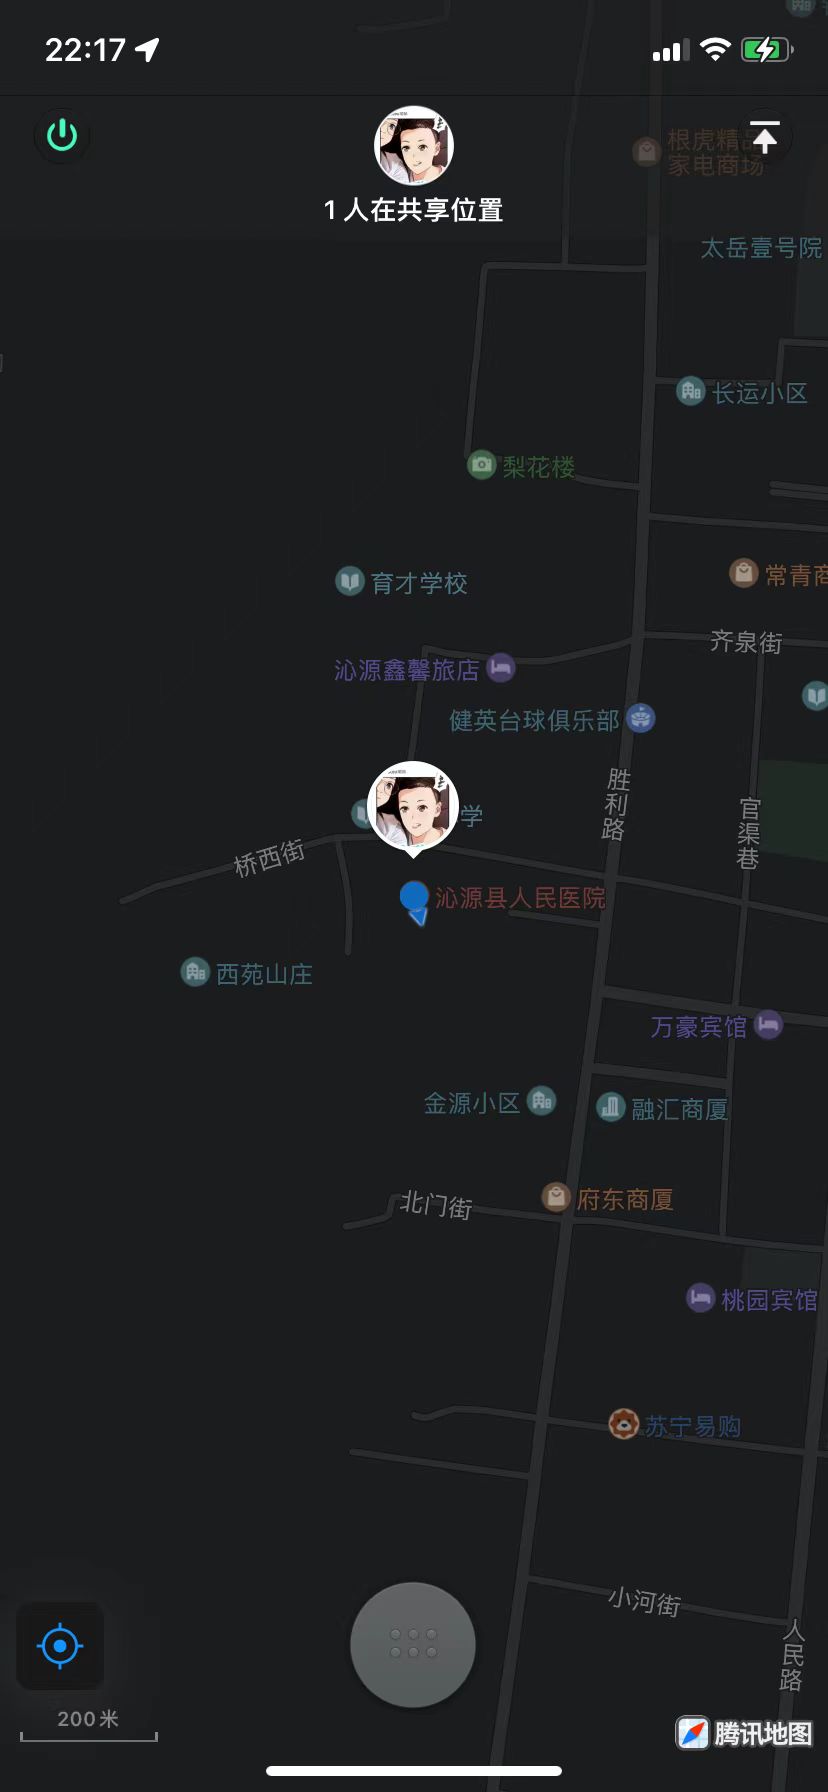 22:17
1 人在共享位置
根虎精品
家电商场
太岳壹号院
长运小区
梨花楼
育才学校
常青商
齐泉街
沁源鑫馨旅店
健英台球俱乐部
胜利路
官渠巷
学
桥西街
沁源县人民医院
西苑山庄
万豪宾馆
金源小区
融汇商厦
北门街
府东商厦
桃园宾馆
苏宁易购
小河街
人民路
200 米
腾讯地图